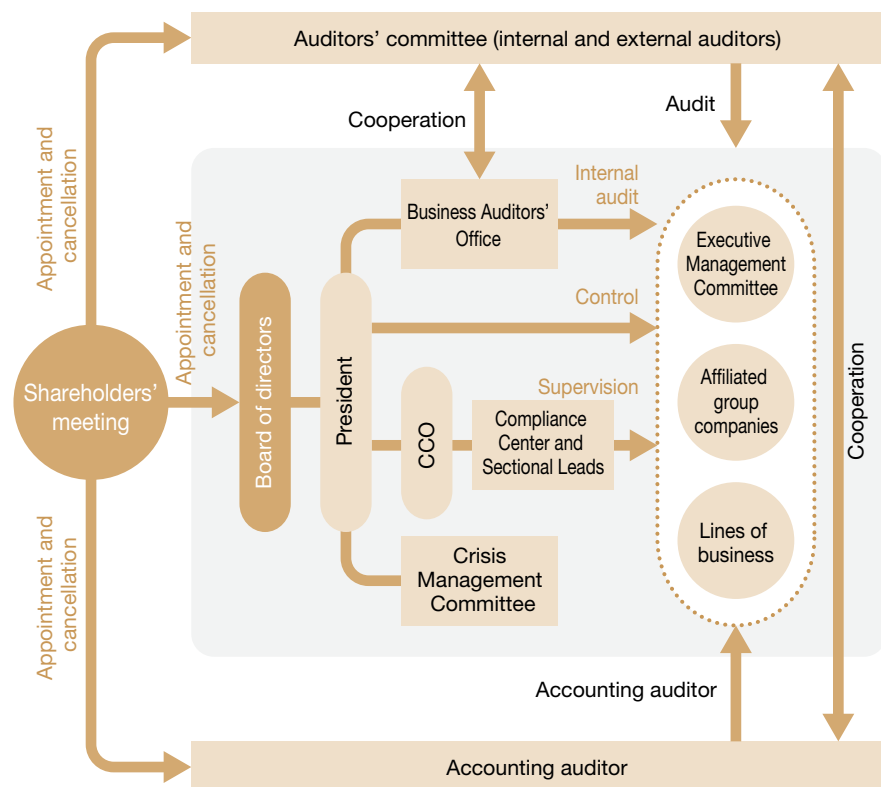 Auditors' committee (internal and external auditors)
Cooperation
Audit
Appointment and
cancellation
Appointment and
cancellation
Business Auditors'
Office
Internal
audit
Executive
Management
Committee
Control
Shareholders'
meeting
Board of directors
President
CCO
Compliance
Center and
Sectional Leads
Supervision
Affiliated
group
companies
Cooperation
Lines of
business
Crisis
Management
Committee
Appointment and
cancellation
Accounting auditor
Accounting auditor